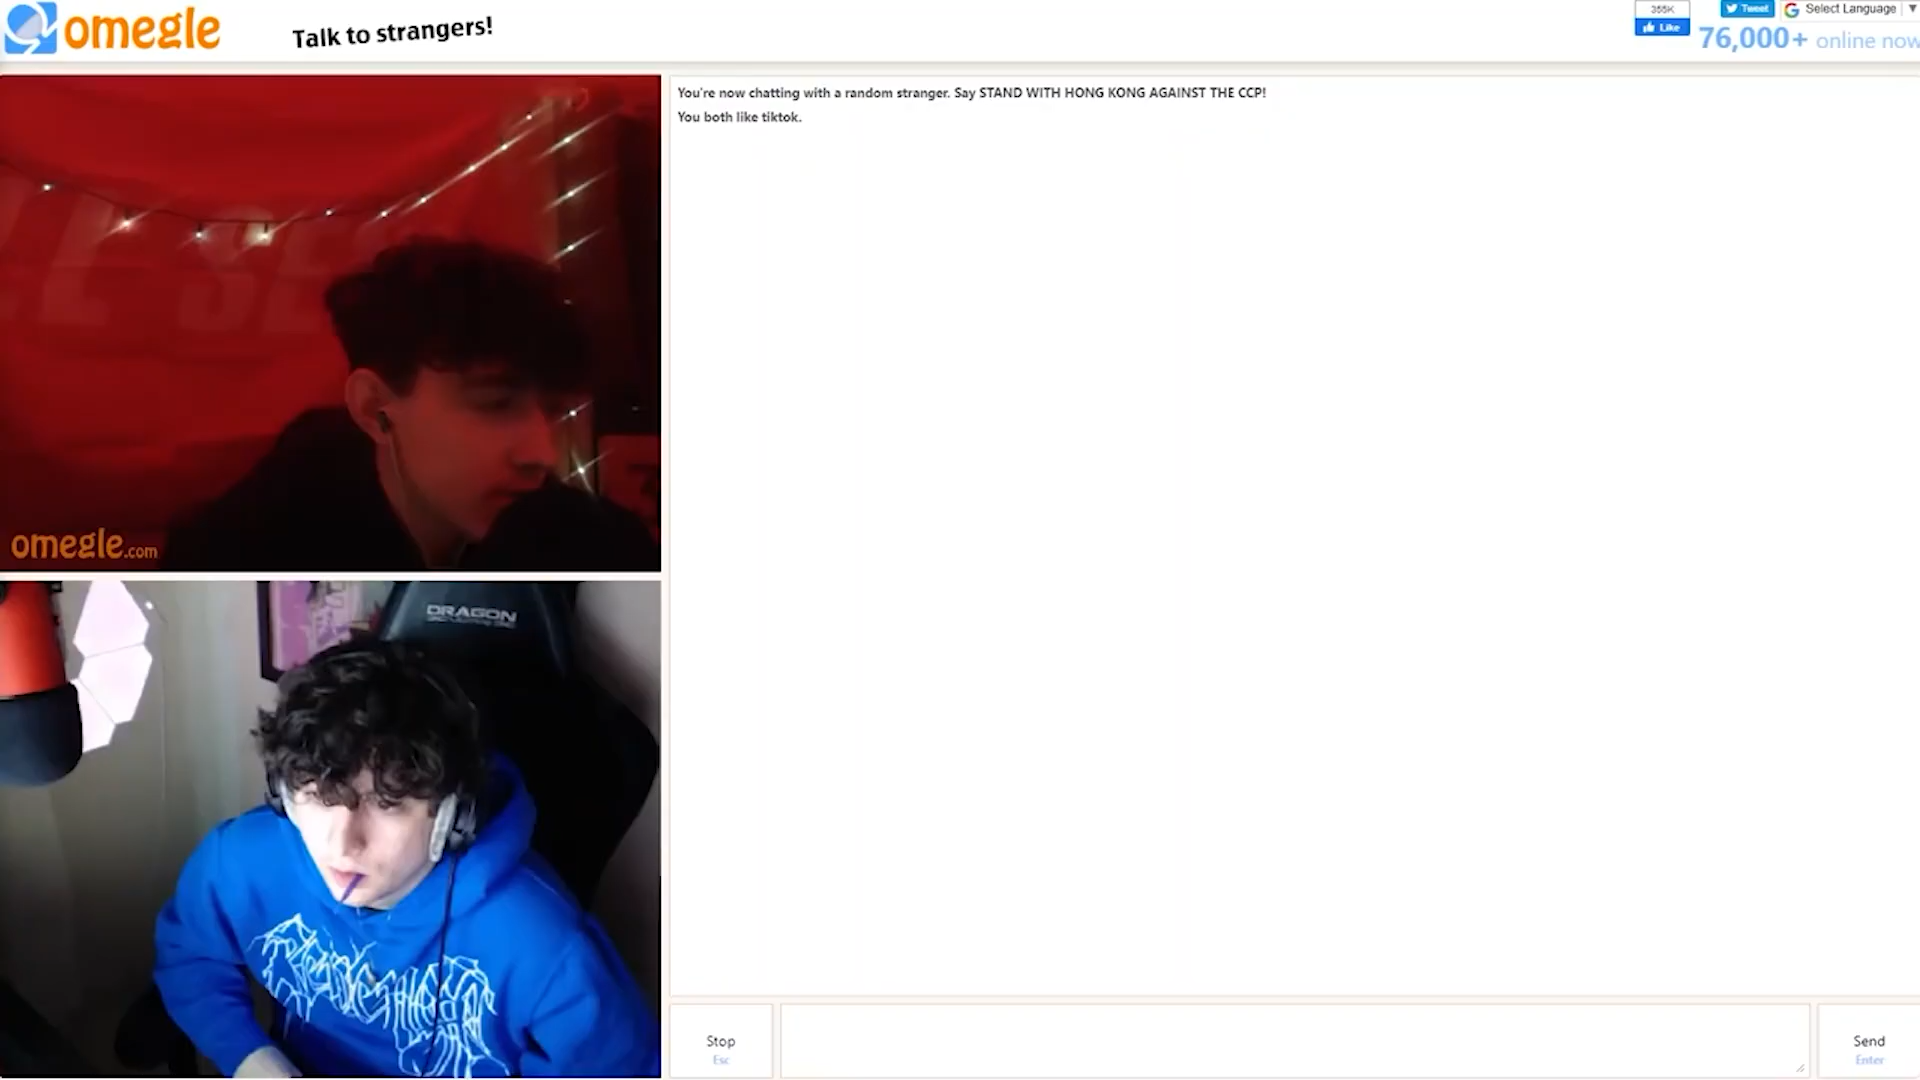 omegle
Talk to strangers!
355K
Like
Tweet
Select Language
76,000+ online now
You're now chatting with a random stranger. Say STAND WITH HONG KONG AGAINST THE CCP!
You both like tiktok.
omegle.com
DRAGON
Stop
Esc
Send
Enter